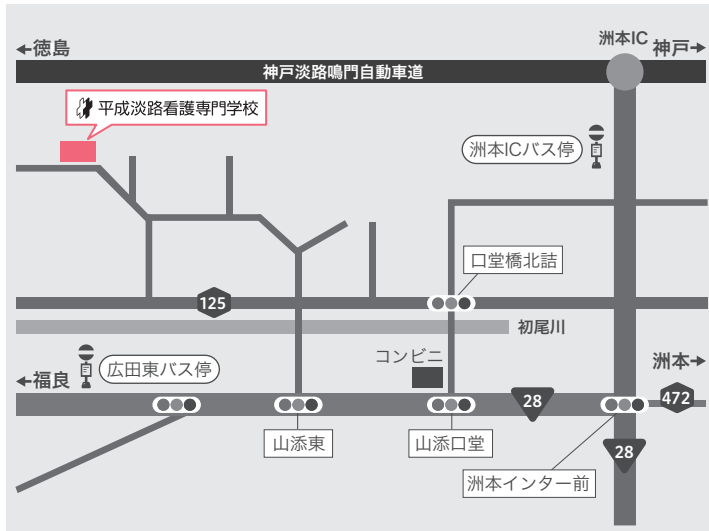 洲本IC
←徳島
神戸→
神戸淡路鳴門自動車道
平成淡路看護専門学校
洲本ICバス停
口堂橋北詰
125
初尾川
コンビニ
洲本→
広田東バス停
←福良
28
472
山添東
山添口堂
28
洲本インター前